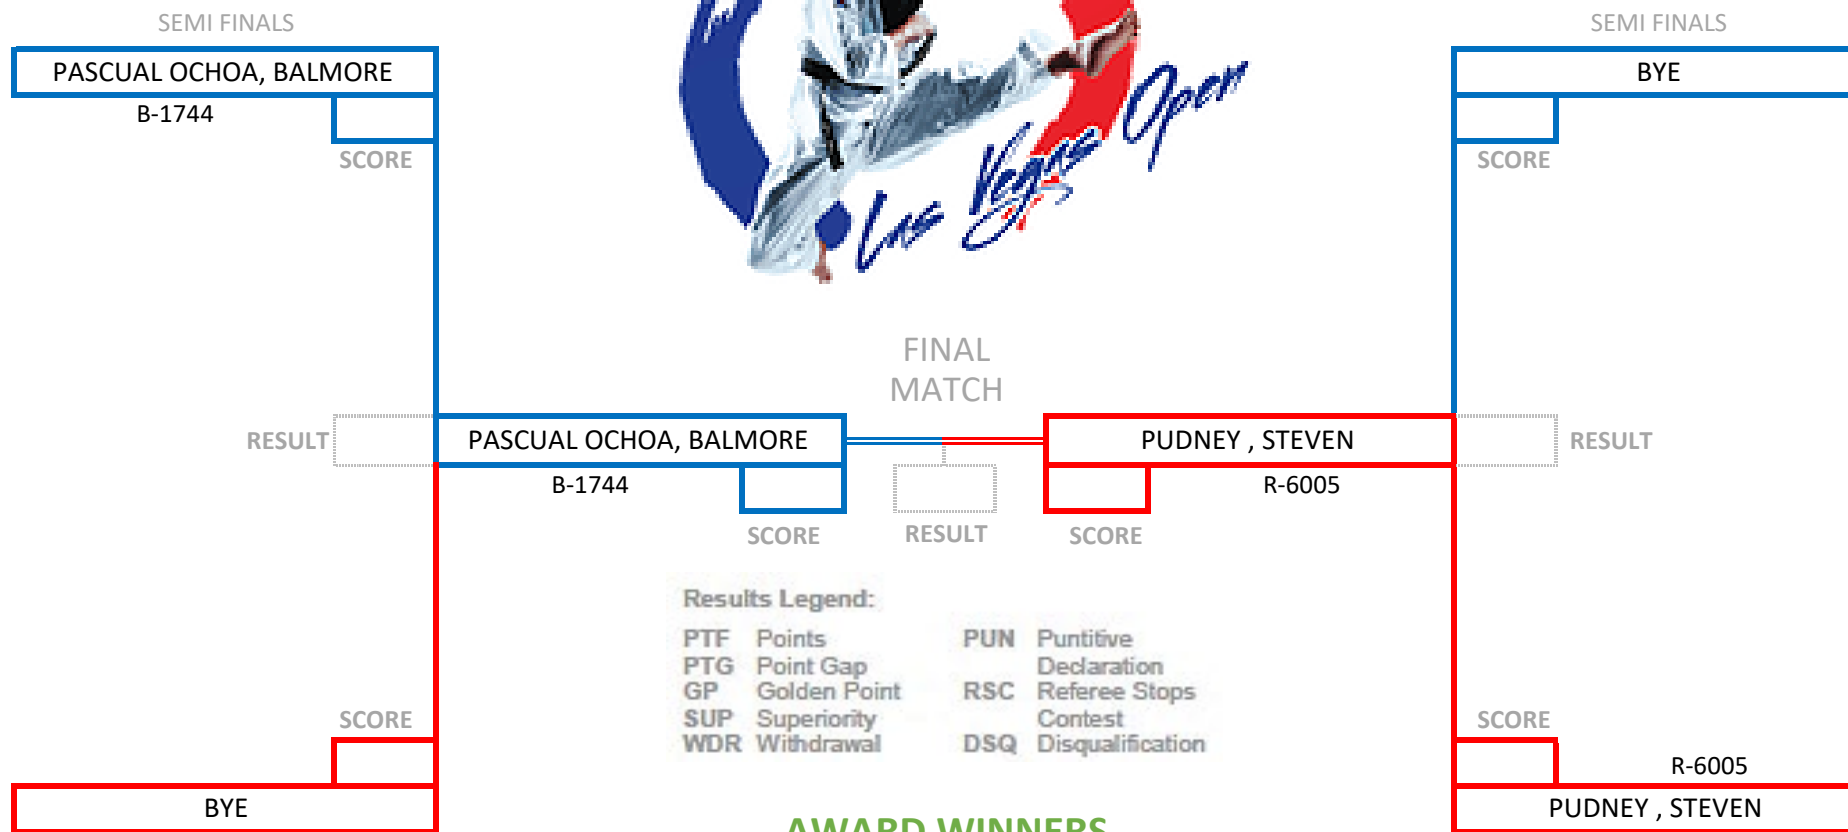 SEMI FINALS
SEMI FINALS
PASCUAL OCHOA, BALMORE
BYE
B-1744
SCORE
SCORE
Las Vegas Open
FINAL
MATCH
RESULT
PASCUAL OCHOA, BALMORE
PUDNEY , STEVEN
RESULT
B-1744
R-6005
SCORE
RESULT
SCORE
Results Legend:
PTF Points
PTG Point Gap
GP Golden Point
SUP Superiority
WDR Withdrawal
PUN Puntitive
Declaration
RSC Referee Stops
Contest
DSQ Disqualification
SCORE
SCORE
R-6005
BYE
PUDNEY , STEVEN
AWARD WINNERS